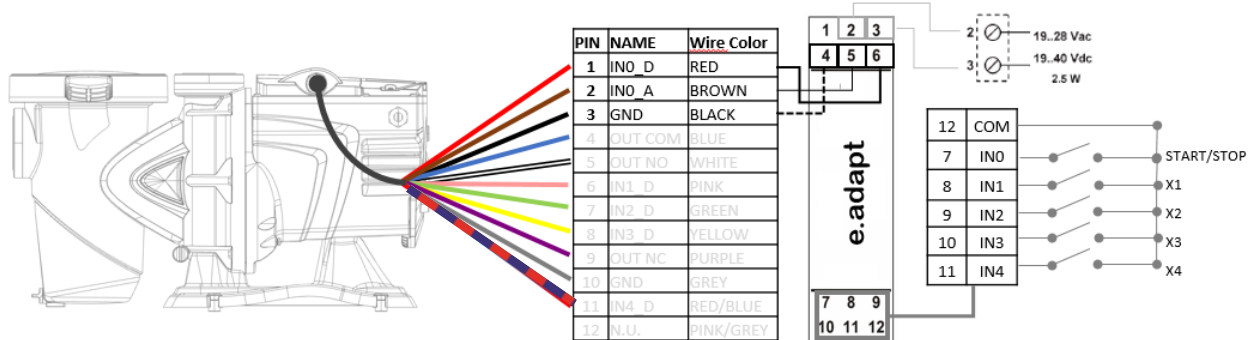 PIN NAME Wire Color
1 IN0_D RED
2 IN0_A BROWN
3 GND BLACK
4 OUT COM BLUE
5 OUT NO WHITE
6 IN1_D PINK
7 IN2_D GREEN
8 IN3_D YELLOW
9 OUT NC PURPLE
10 GND GREY
11 IN4_D RED/BLUE
12 N.U. PINK/GREY
1 2 3
4 5 6
e.adapt
7 8 9
10 11 12
2 19..28 Vac
3 19..40 Vdc
2.5 W
12 COM
7 IN0 START/STOP
8 IN1 X1
9 IN2 X2
10 IN3 X3
11 IN4 X4